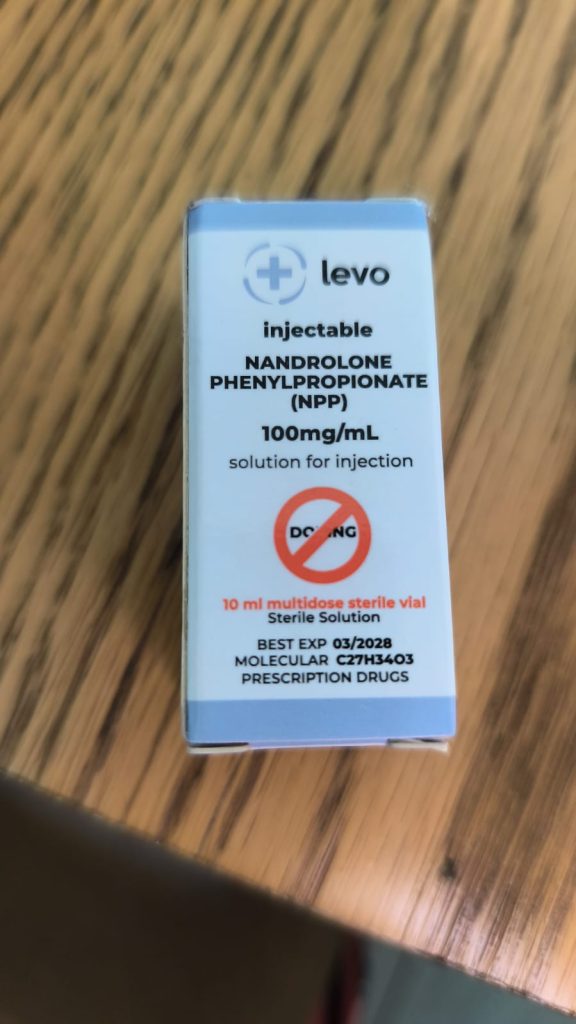 levo
injectable
NANDROLONE
PHENYLPROPIONATE
(NPP)
100mg/mL
solution for injection
DOPING
10 ml multidose sterile vial
Sterile Solution
BEST EXP 03/2028
MOLECULAR C27H34O3
PRESCRIPTION DRUGS